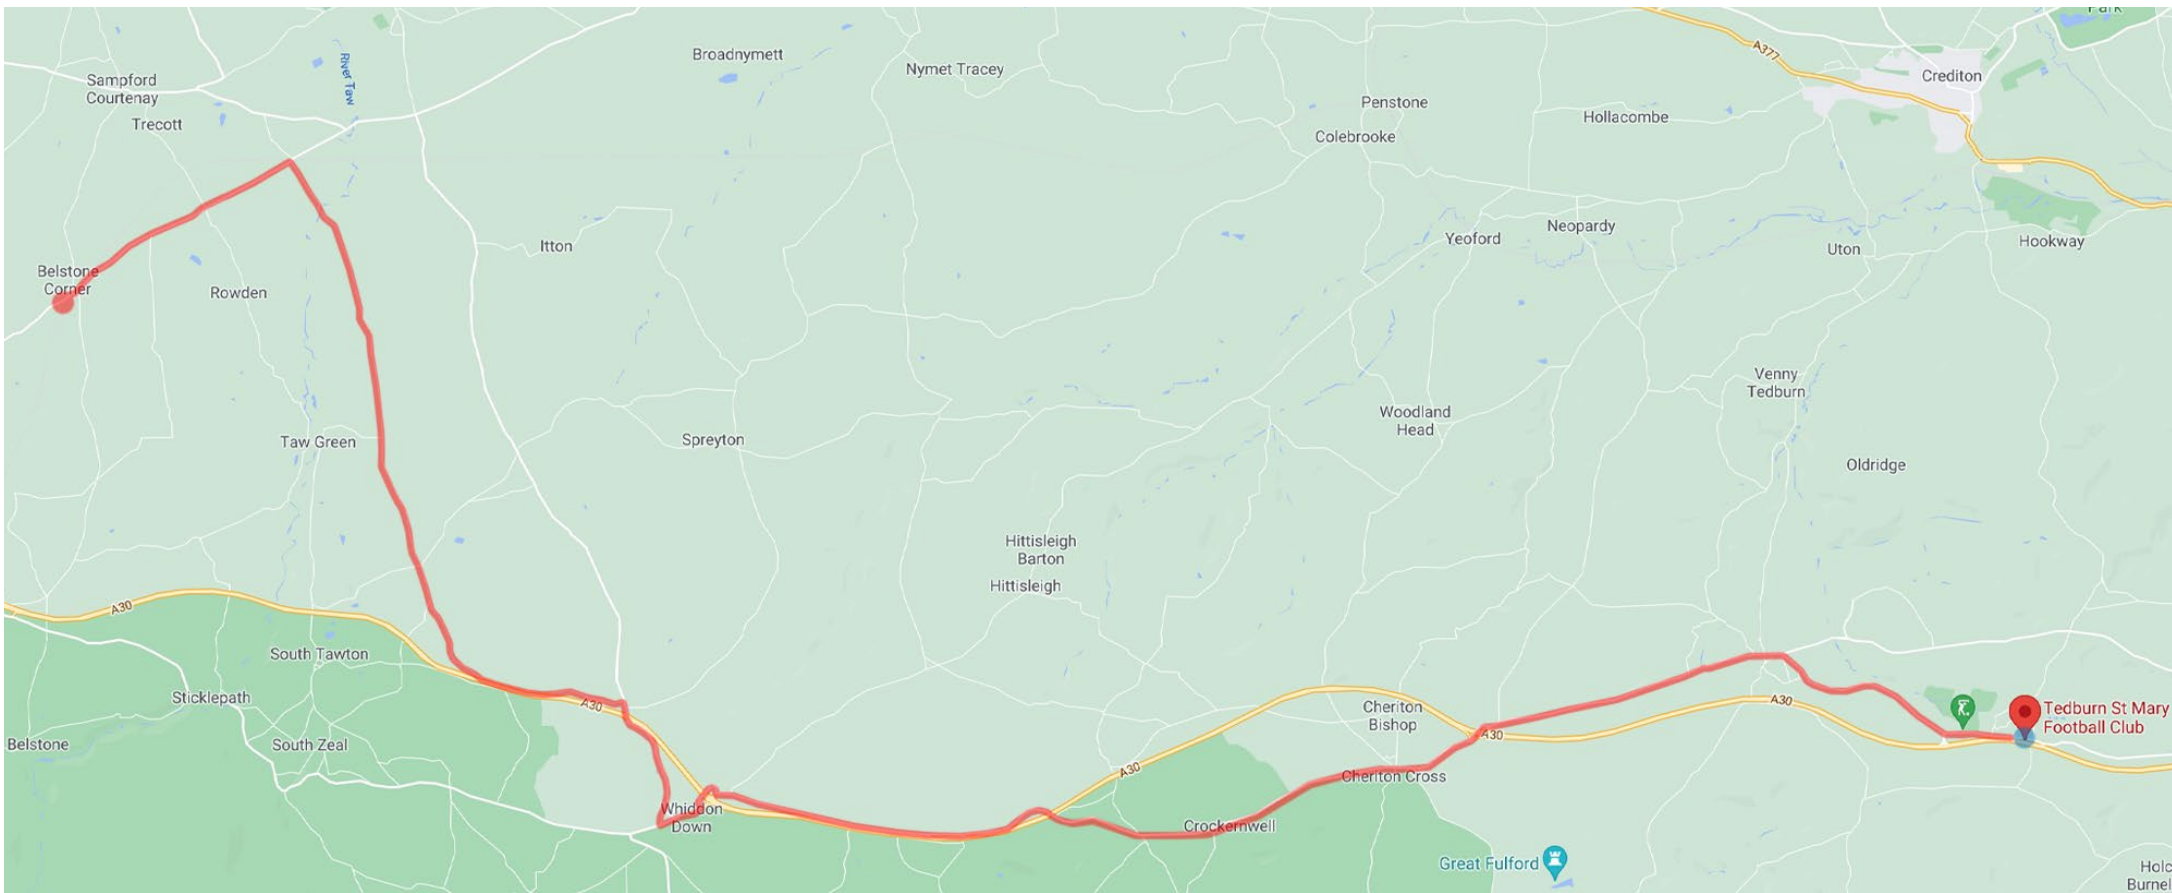 Park
A377
Broadnymett
Nymet Tracey
Sampford
Courtenay
River Taw
Crediton
Penstone
Trecott
Hollacombe
Colebrooke
Itton
Yeoford
Neopardy
Uton
Hookway
Belstone
Corner
Rowden
Venny
Tedburn
Woodland
Head
Taw Green
Spreyton
Oldridge
Hittisleigh
Barton
Hittisleigh
A30
South Tawton
Sticklepath
A30
Cheriton
Bishop
A30
Tedburn St Mary
Football Club
Belstone
South Zeal
A30
A30
Cheriton Cross
Whiddon
Down
Crockernwell
Great Fulford
Holc
Burnel